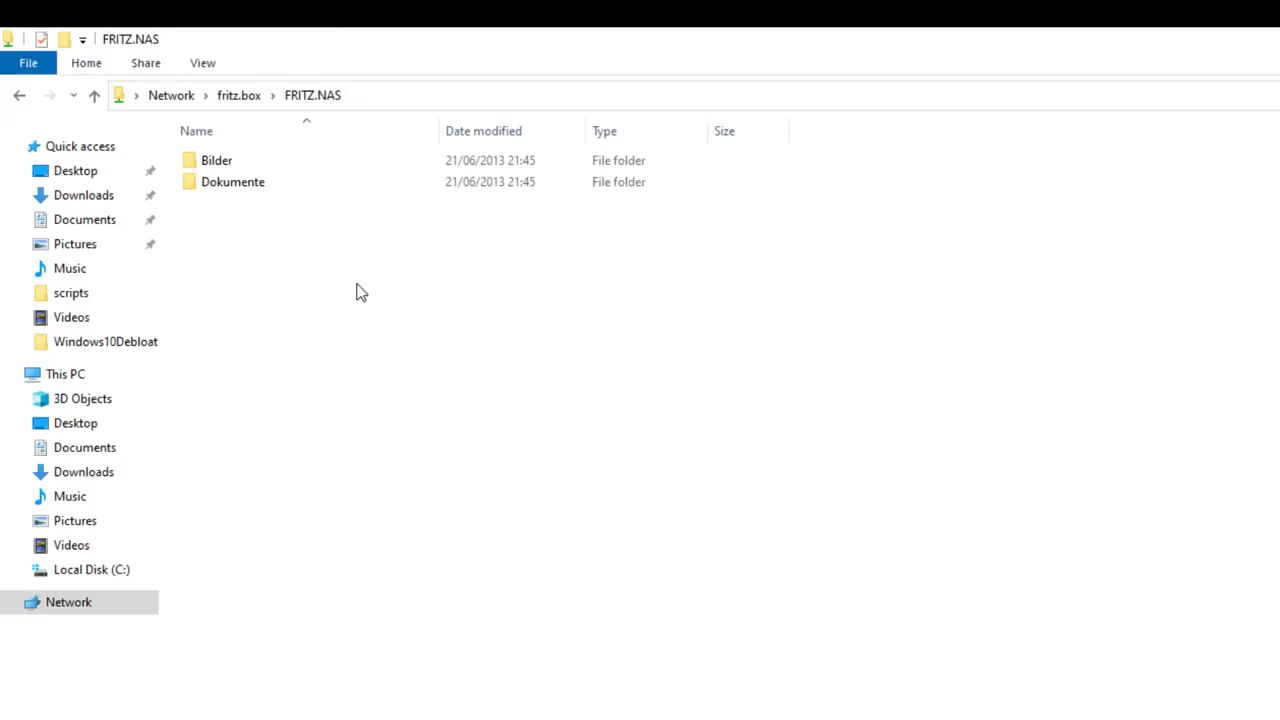 FRITZ.NAS
File Home Share View
Network fritz.box FRITZ.NAS
Name Date modified Type Size
Bilder 21/06/2013 21:45 File folder
Dokumente 21/06/2013 21:45 File folder
Quick access
Desktop
Downloads
Documents
Pictures
Music
scripts
Videos
Windows10Debloat
This PC
3D Objects
Desktop
Documents
Downloads
Music
Pictures
Videos
Local Disk (C:)
Network